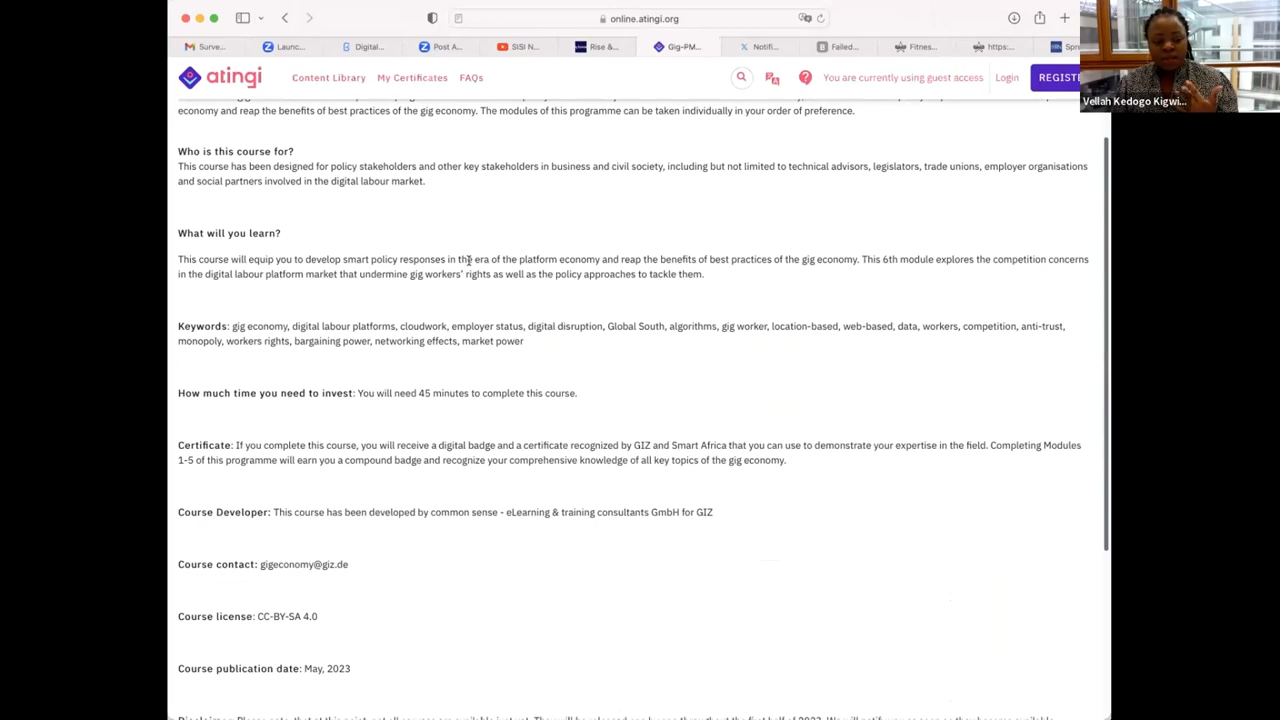 online.atingi.org
Surve...
Launc...
Digital...
Post A...
SISI N...
Rise &...
Gig-PM...
Notifi...
Failed...
Fitnes...
https:...
Spr
atingi
Content Library
My Certificates
FAQs
You are currently using guest access
Login
REGIST
Vellah Kedogo Kigwi...
economy and reap the benefits of best practices of the gig economy. The modules of this programme can be taken individually in your order of preference.
Who is this course for?
This course has been designed for policy stakeholders and other key stakeholders in business and civil society, including but not limited to technical advisors, legislators, trade unions, employer organisations
and social partners involved in the digital labour market.
What will you learn?
This course will equip you to develop smart policy responses in the era of the platform economy and reap the benefits of best practices of the gig economy. This 6th module explores the competition concerns
in the digital labour platform market that undermine gig workers' rights as well as the policy approaches to tackle them.
Keywords: gig economy, digital labour platforms, cloudwork, employer status, digital disruption, Global South, algorithms, gig worker, location-based, web-based, data, workers, competition, anti-trust,
monopoly, workers rights, bargaining power, networking effects, market power
How much time you need to invest: You will need 45 minutes to complete this course.
Certificate: If you complete this course, you will receive a digital badge and a certificate recognized by GIZ and Smart Africa that you can use to demonstrate your expertise in the field. Completing Modules
1-5 of this programme will earn you a compound badge and recognize your comprehensive knowledge of all key topics of the gig economy.
Course Developer: This course has been developed by common sense - eLearning & training consultants GmbH for GIZ
Course contact: gigeconomy@giz.de
Course license: CC-BY-SA 4.0
Course publication date: May, 2023